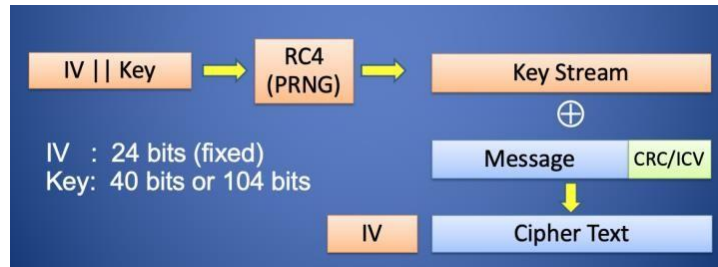 IV || Key
RC4
(PRNG)
Key Stream
⊕
IV : 24 bits (fixed)
Key: 40 bits or 104 bits
Message
CRC/ICV
IV
Cipher Text